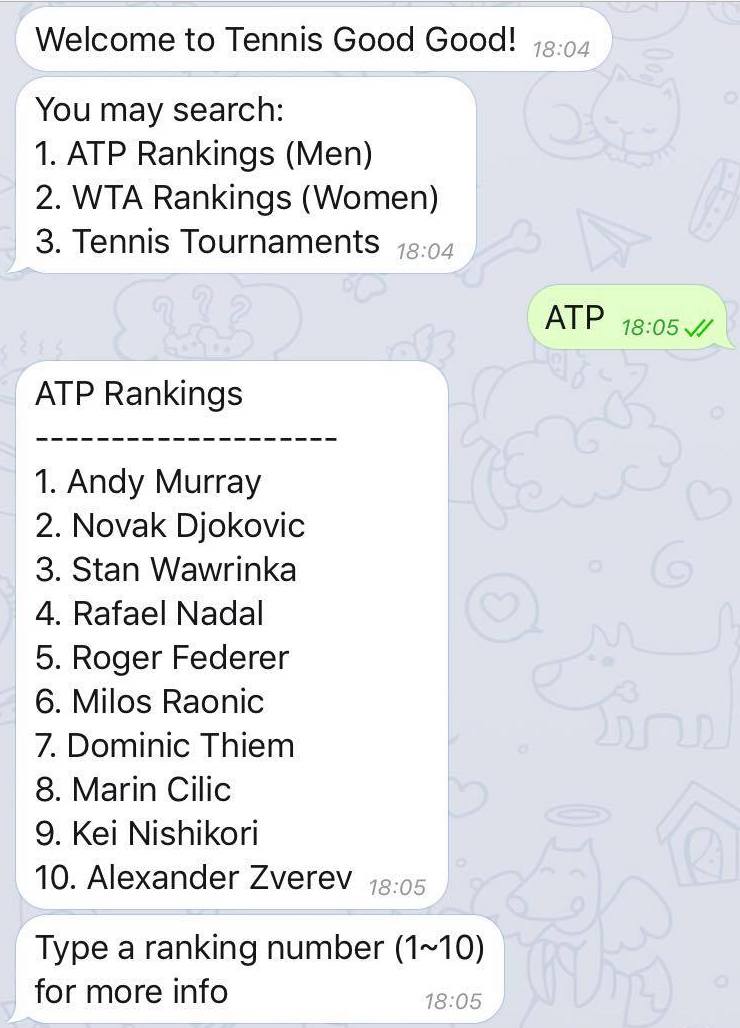 Welcome to Tennis Good Good! 18:04
You may search:
1. ATP Rankings (Men)
2. WTA Rankings (Women)
3. Tennis Tournaments 18:04
ATP 18:05
ATP Rankings
--------------------
1. Andy Murray
2. Novak Djokovic
3. Stan Wawrinka
4. Rafael Nadal
5. Roger Federer
6. Milos Raonic
7. Dominic Thiem
8. Marin Cilic
9. Kei Nishikori
10. Alexander Zverev 18:05
Type a ranking number (1~10)
for more info 18:05